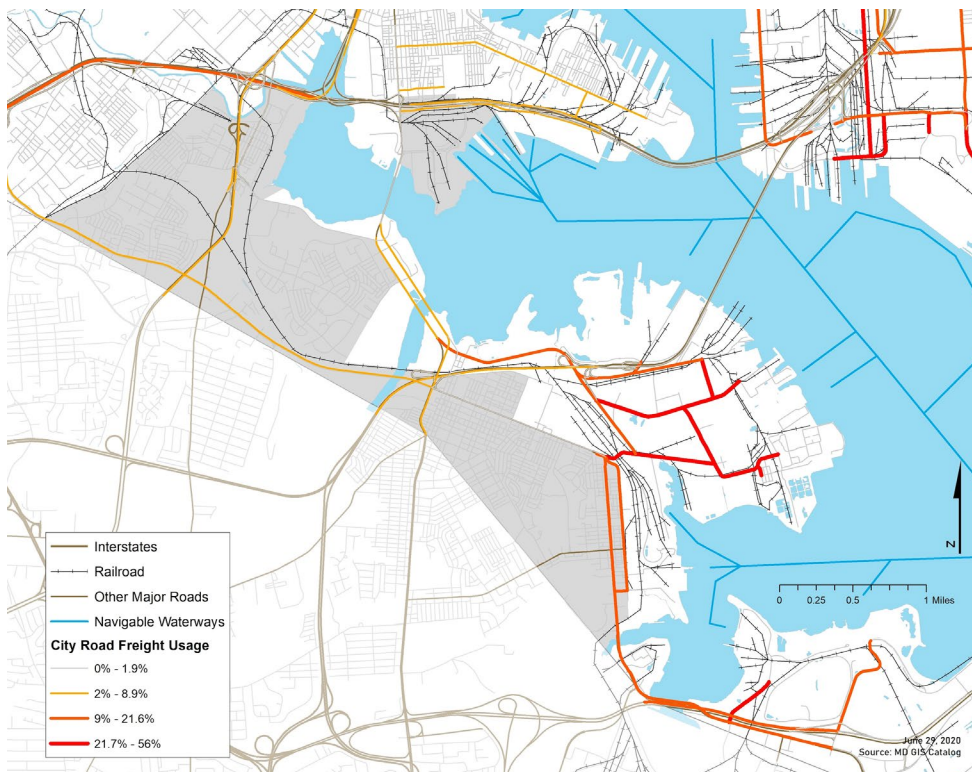 Interstates
Railroad
Other Major Roads
Navigable Waterways
City Road Freight Usage
0% - 1.9%
2% - 8.9%
9% - 21.6%
21.7% - 56%
N
0 0.25 0.5 1 Miles
June 29, 2020
Source: MD GIS Catalog